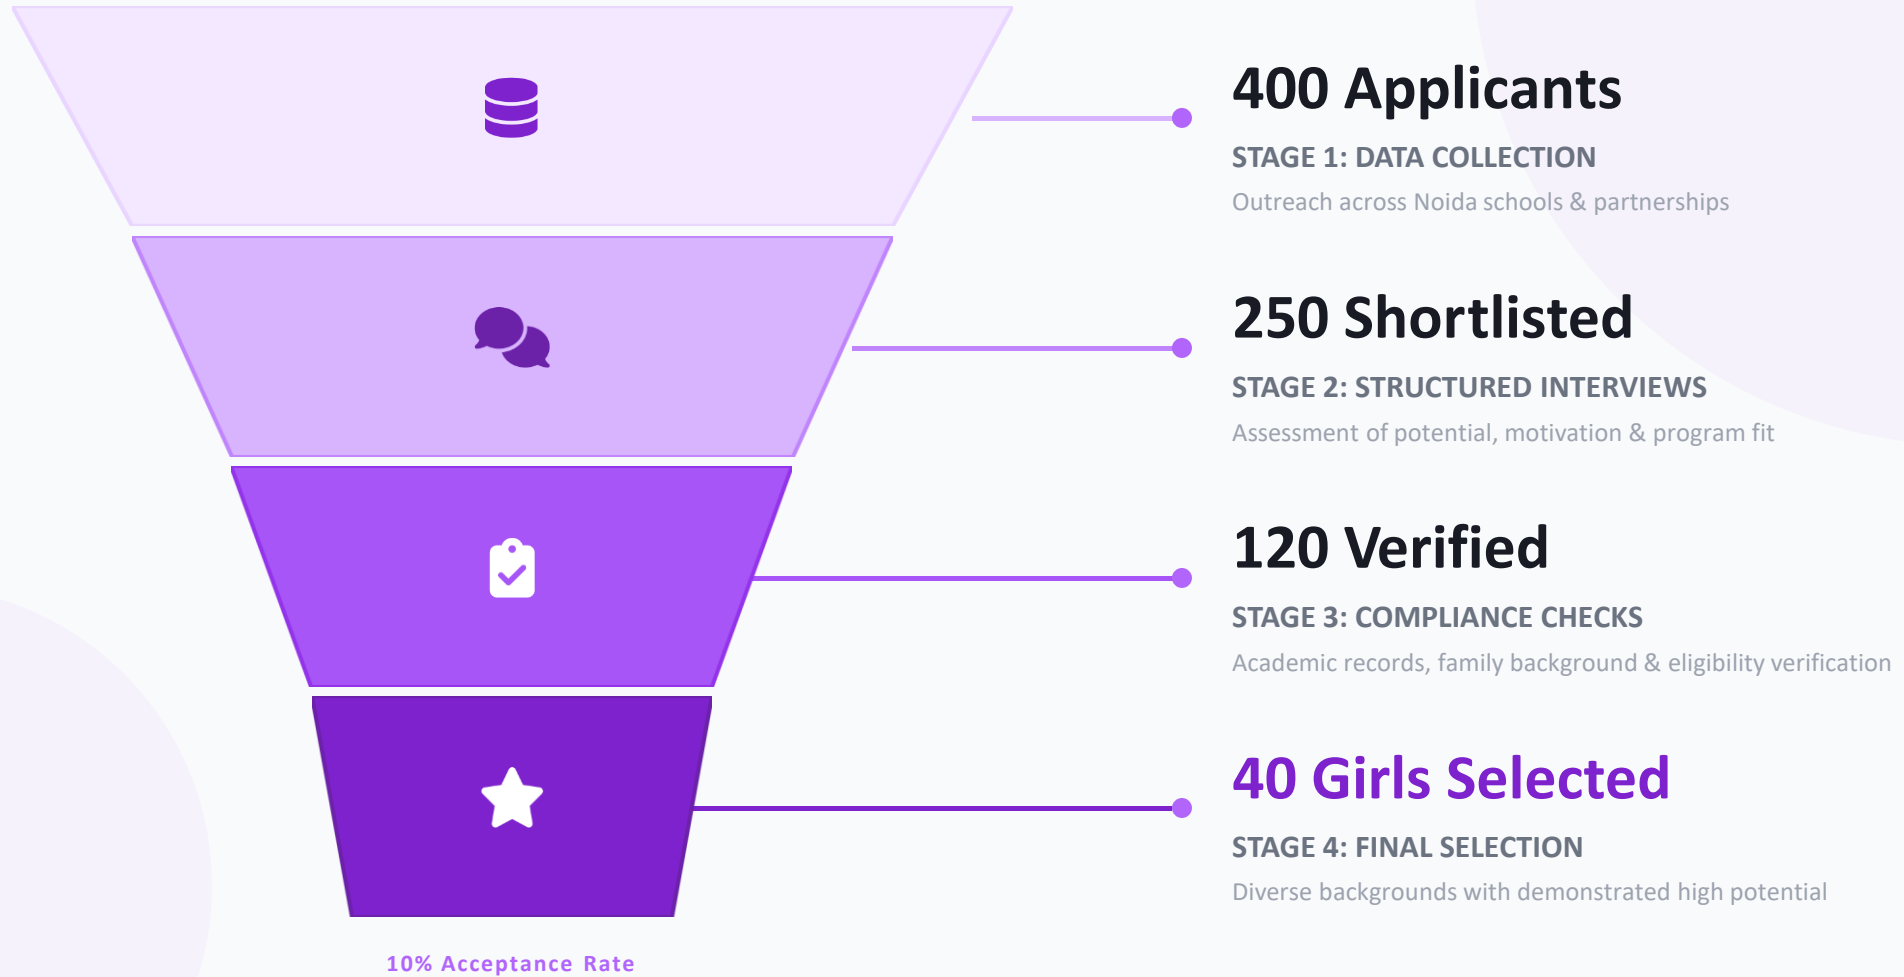 400 Applicants
STAGE 1: DATA COLLECTION
Outreach across Noida schools & partnerships
250 Shortlisted
STAGE 2: STRUCTURED INTERVIEWS
Assessment of potential, motivation & program fit
120 Verified
STAGE 3: COMPLIANCE CHECKS
Academic records, family background & eligibility verification
40 Girls Selected
STAGE 4: FINAL SELECTION
Diverse backgrounds with demonstrated high potential
10% Acceptance Rate